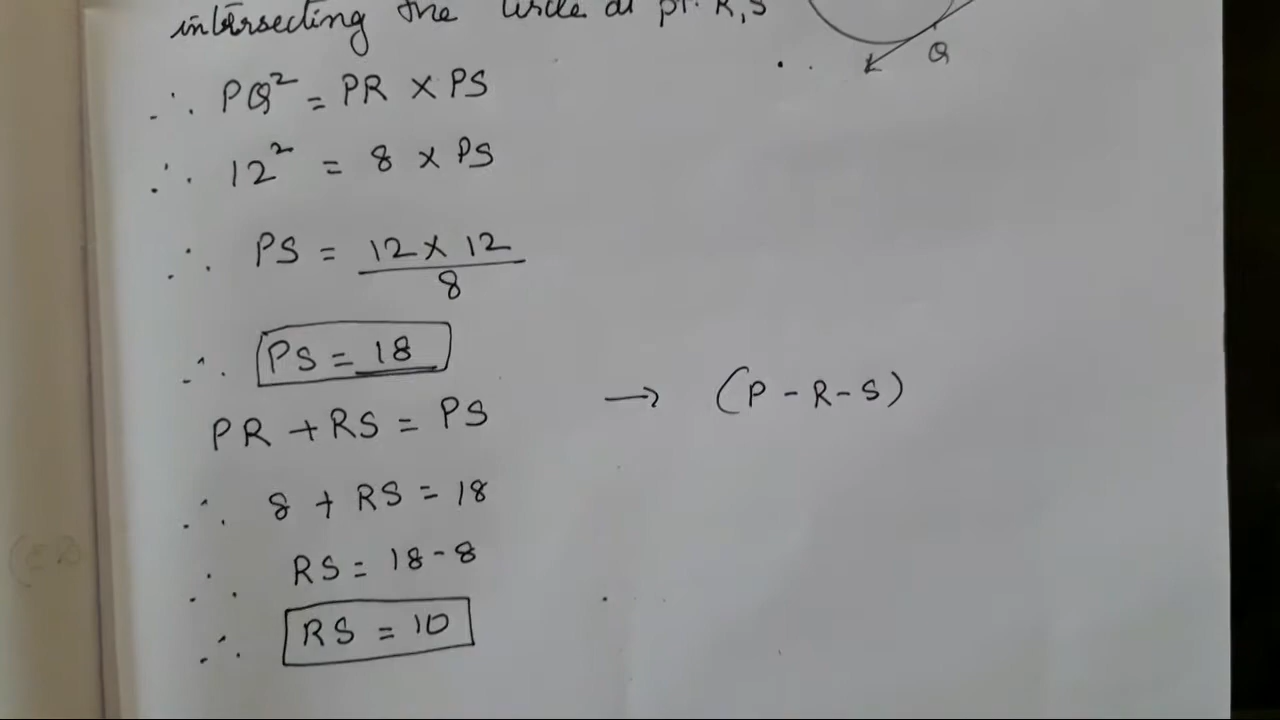 intersecting the circle at pt. R,S
Q
∴ PQ² = PR × PS
∴ 12² = 8 × PS
∴ PS = 12 × 12 / 8
∴ PS = 18
PR + RS = PS → (P - R - S)
∴ 8 + RS = 18
∴ RS = 18 - 8
∴ RS = 10